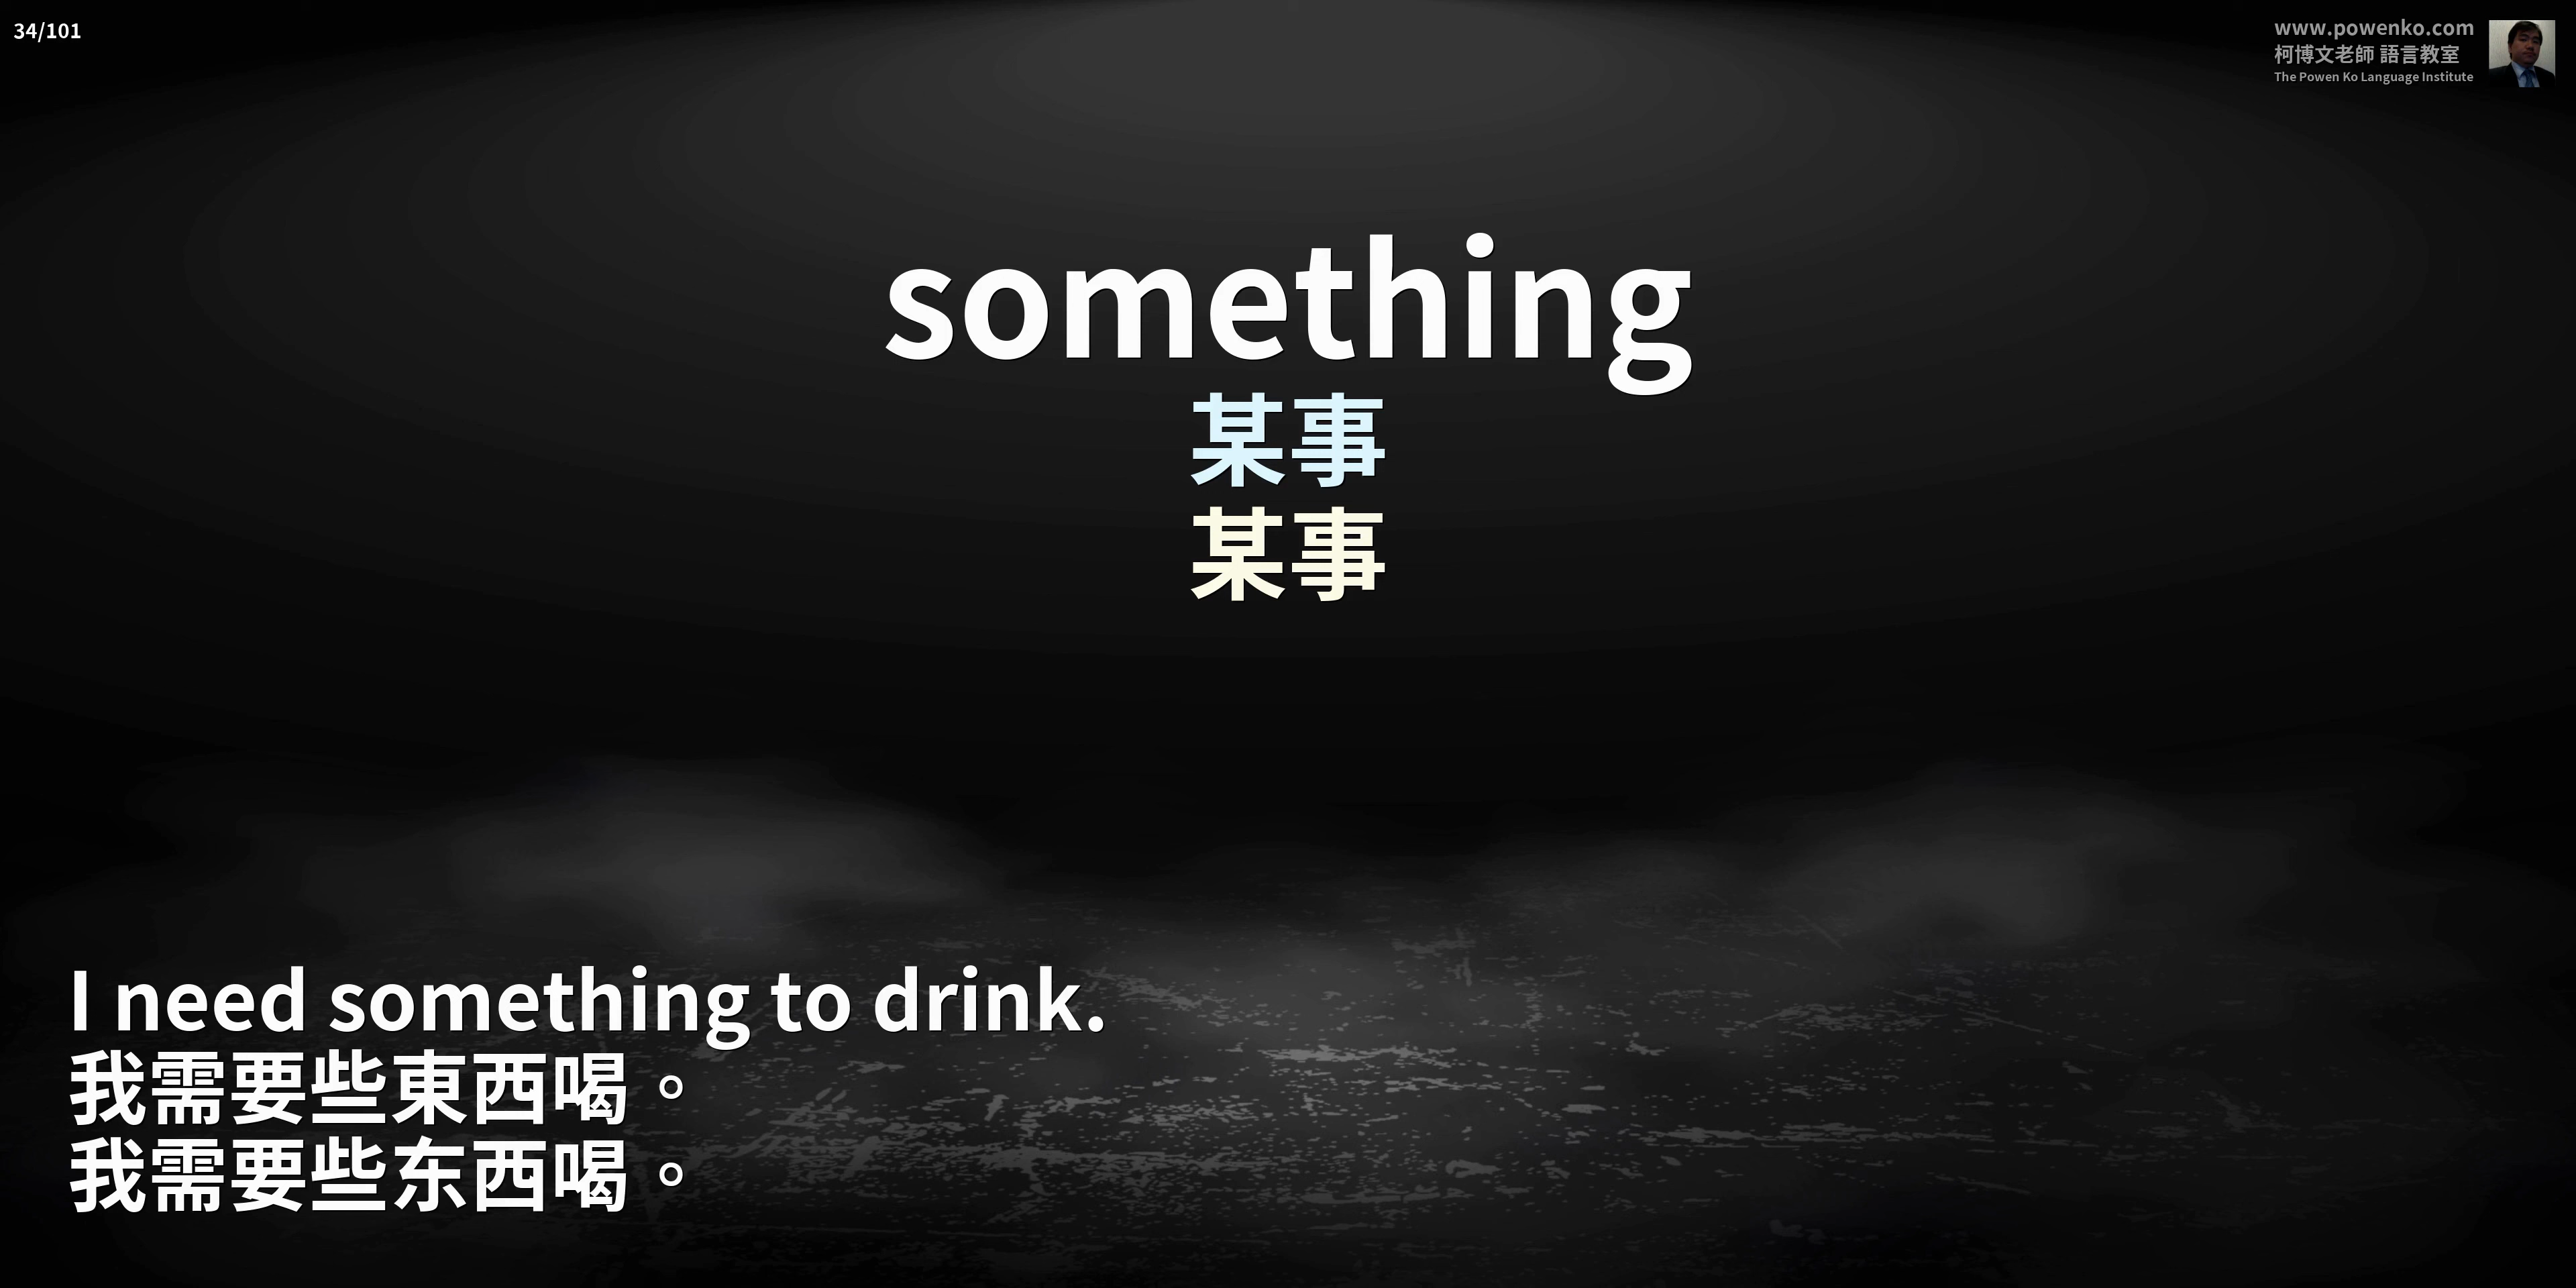 34/101
www.powenko.com
柯博文老師 語言教室
The Powen Ko Language Institute
something
某事
某事
I need something to drink.
我需要些東西喝。
我需要些东西喝。